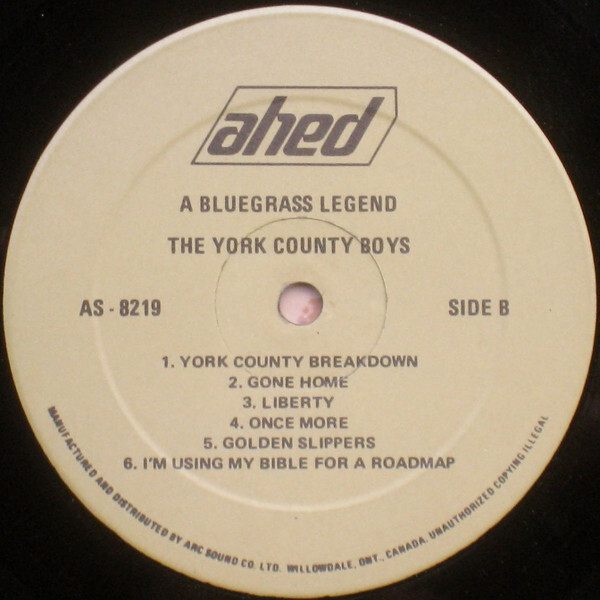 ahed
A BLUEGRASS LEGEND
THE YORK COUNTY BOYS
AS - 8219
SIDE B
1. YORK COUNTY BREAKDOWN
2. GONE HOME
3. LIBERTY
4. ONCE MORE
5. GOLDEN SLIPPERS
6. I'M USING MY BIBLE FOR A ROADMAP
MANUFACTURED AND DISTRIBUTED BY ARC SOUND CO. LTD. WILLOWDALE, ONT., CANADA. UNAUTHORIZED COPYING ILLEGAL